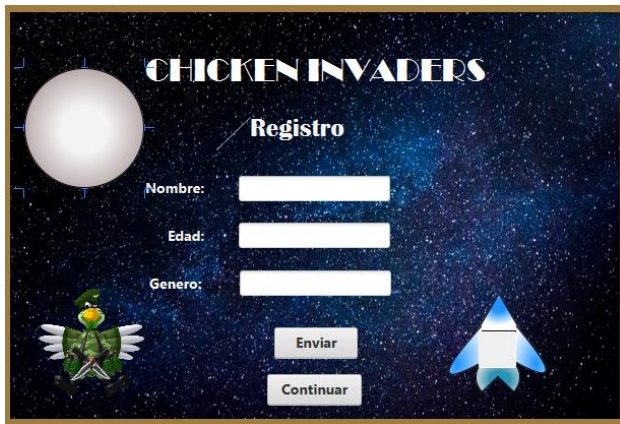 CHICKEN INVADERS
Registro
Nombre:
Edad:
Genero:
Enviar
Continuar